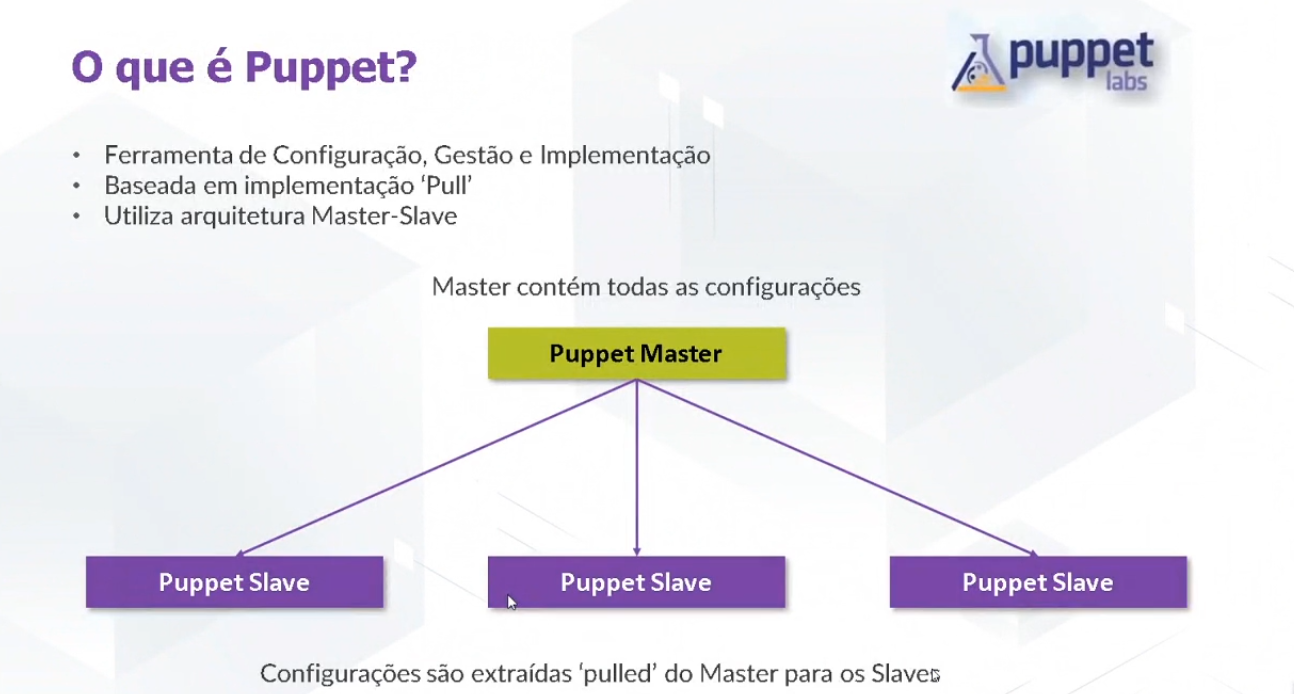 O que é Puppet?
puppet
labs
• Ferramenta de Configuração, Gestão e Implementação
• Baseada em implementação ‘Pull’
• Utiliza arquitetura Master-Slave
Master contém todas as configurações
Puppet Master
Puppet Slave
Puppet Slave
Puppet Slave
Configurações são extraídas ‘pulled’ do Master para os Slaves